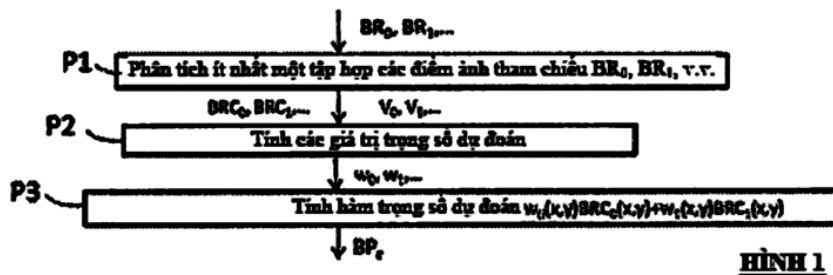 BR₀, BR₁,...
P1 Phân tích ít nhất một tập hợp các điểm ảnh tham chiếu BR₀, BR₁, v.v.
BRC₀, BRC₁,... V₀, V₁,...
P2 Tính các giá trị trọng số dự đoán
w₀, w₁,...
P3 Tính hàm trọng số dự đoán w₀(x,y)BRC₀(x,y)+w₁(x,y)BRC₁(x,y)
BPc
HÌNH 1